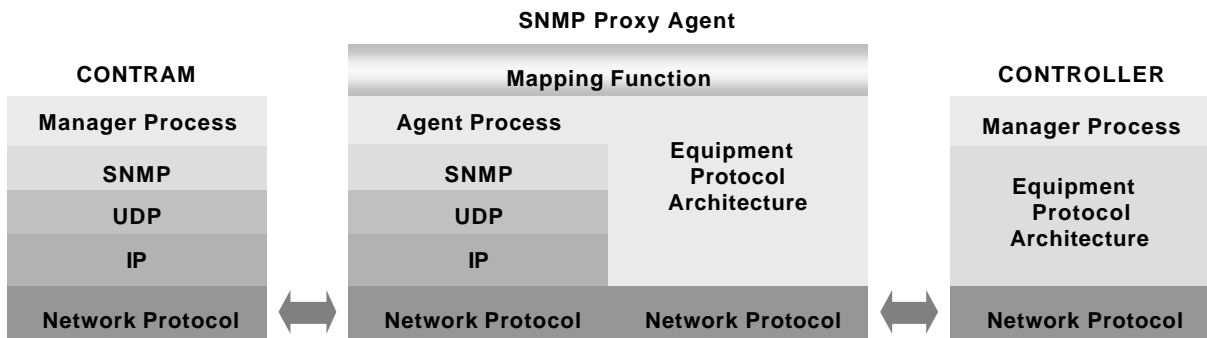 SNMP Proxy Agent
CONTRAM
Mapping Function
CONTROLLER
Manager Process
Agent Process
Manager Process
Equipment
Protocol
Architecture
SNMP
SNMP
Equipment
Protocol
Architecture
UDP
UDP
IP
IP
Network Protocol
Network Protocol
Network Protocol
Network Protocol